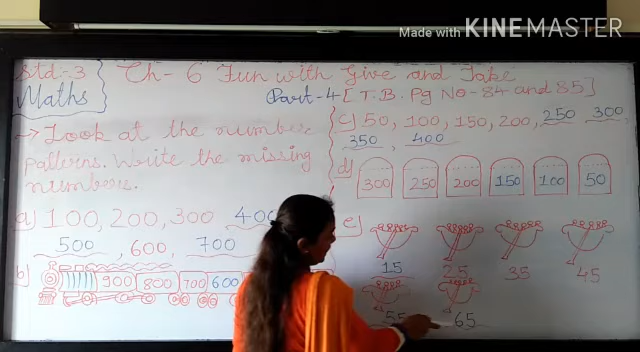 Made with KINEMASTER
Std-3
Maths
Ch-6 Fun with Give and Take
Part-4 [T.B. Pg No-84 and 85]
→ Look at the number
patterns. Write the missing
numbers.
a) 100, 200, 300 400
500, 600, 700
b) 900 800 700 600
c) 50, 100, 150, 200, 250 300,
350, 400
d) 300 250 200 150 100 50
e) 15 25 35 45
55 65